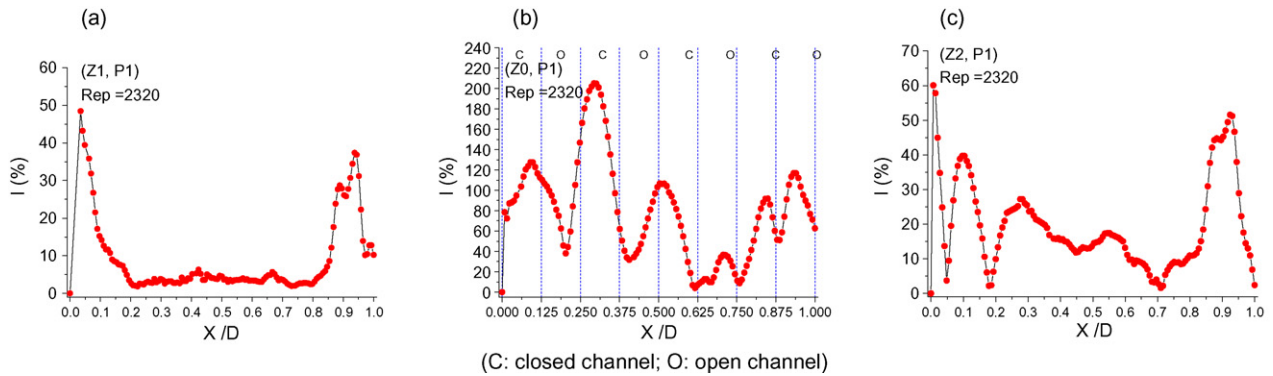 (a)
(Z1, P1)
Rep =2320
60
50
40
30
20
10
0
I (%)
0.0 0.1 0.2 0.3 0.4 0.5 0.6 0.7 0.8 0.9 1.0
X /D
(b)
C O C O C O C O
(Z0, P1)
Rep =2320
240
220
200
180
160
140
120
100
80
60
40
20
0
I (%)
0.000 0.125 0.250 0.375 0.500 0.625 0.750 0.875 1.000
X /D
(C: closed channel; O: open channel)
(c)
(Z2, P1)
Rep =2320
70
60
50
40
30
20
10
0
I (%)
0.0 0.1 0.2 0.3 0.4 0.5 0.6 0.7 0.8 0.9 1.0
X /D